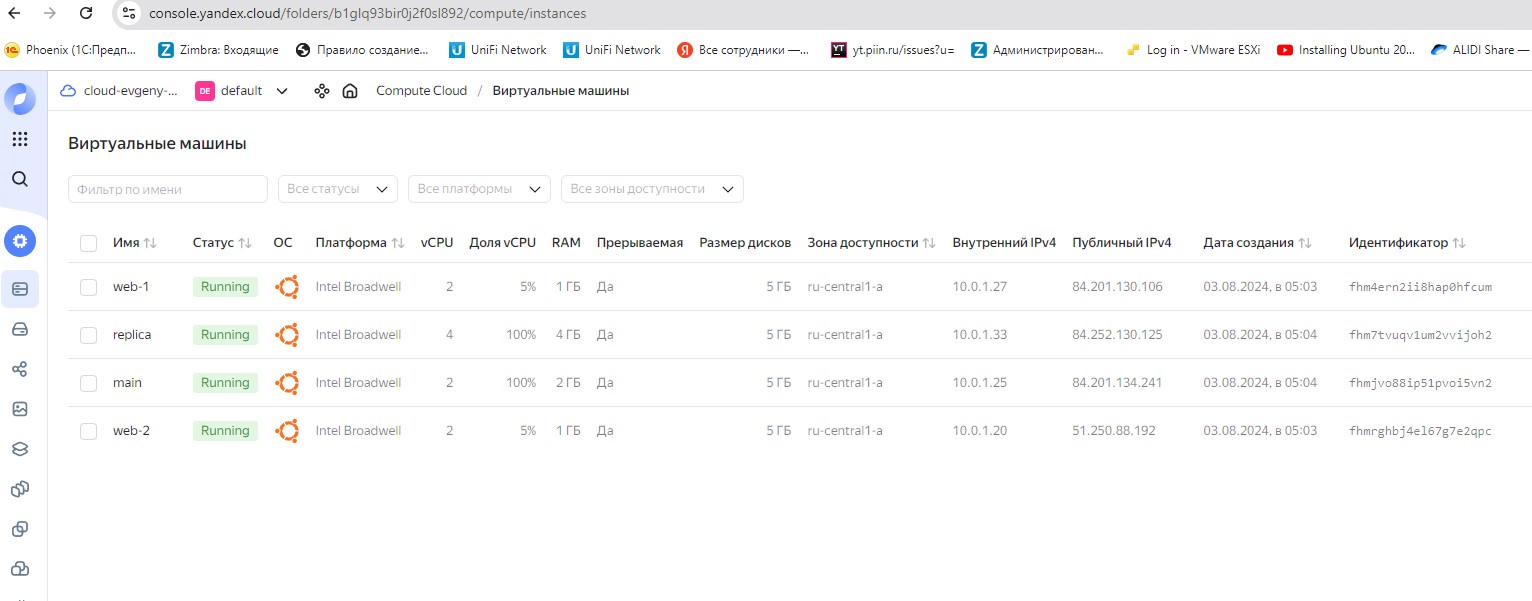 console.yandex.cloud/folders/b1glq93bir0j2f0sl892/compute/instances
Phoenix (1С:Предп... Zimbra: Входящие Правило создание... UniFi Network UniFi Network Все сотрудники —... yt.piin.ru/issues?u= Администрирован... Log in - VMware ESXi Installing Ubuntu 20... ALIDI Share —
cloud-evgeny-... DE default Compute Cloud / Виртуальные машины
Виртуальные машины
Фильтр по имени Все статусы Все платформы Все зоны доступности
Имя Статус ОС Платформа vCPU Доля vCPU RAM Прерываемая Размер дисков Зона доступности Внутренний IPv4 Публичный IPv4 Дата создания Идентификатор
web-1 Running Intel Broadwell 2 5% 1 ГБ Да 5 ГБ ru-central1-a 10.0.1.27 84.201.130.106 03.08.2024, в 05:03 fhm4ern2ii8hap0hfcum
replica Running Intel Broadwell 4 100% 4 ГБ Да 5 ГБ ru-central1-a 10.0.1.33 84.252.130.125 03.08.2024, в 05:04 fhm7tvuqv1um2vvijoh2
main Running Intel Broadwell 2 100% 2 ГБ Да 5 ГБ ru-central1-a 10.0.1.25 84.201.134.241 03.08.2024, в 05:04 fhmjvo88ip51pvoi5vn2
web-2 Running Intel Broadwell 2 5% 1 ГБ Да 5 ГБ ru-central1-a 10.0.1.20 51.250.88.192 03.08.2024, в 05:03 fhmrghbj4el67g7e2qpc